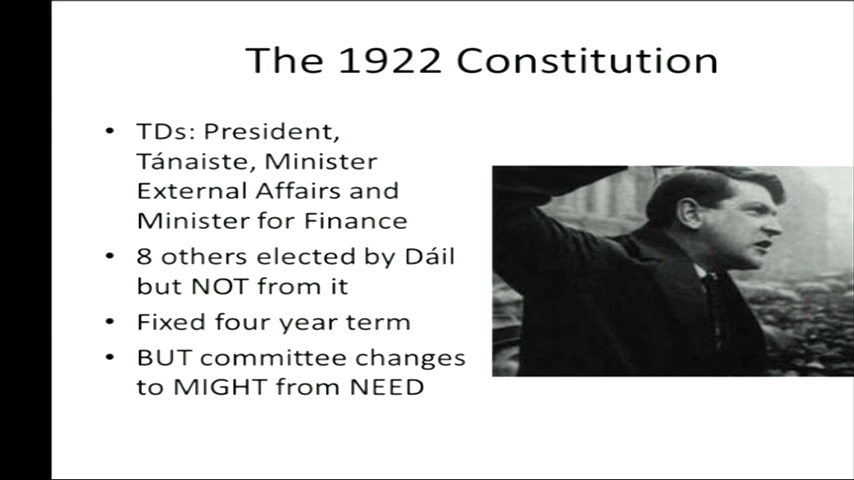 The 1922 Constitution
• TDs: President,
Tánaiste, Minister
External Affairs and
Minister for Finance
• 8 others elected by Dáil
but NOT from it
• Fixed four year term
• BUT committee changes
to MIGHT from NEED